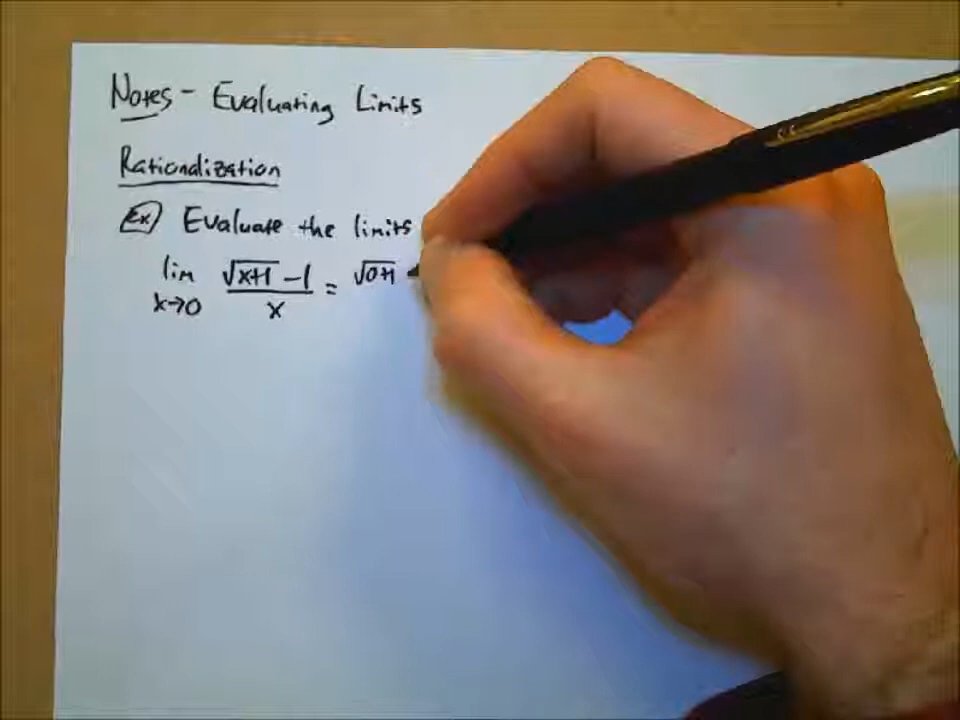 Notes - Evaluating Limits
Rationalization
Ex Evaluate the limits
lim √x+1 - 1 = √0+1 -
x→0 x